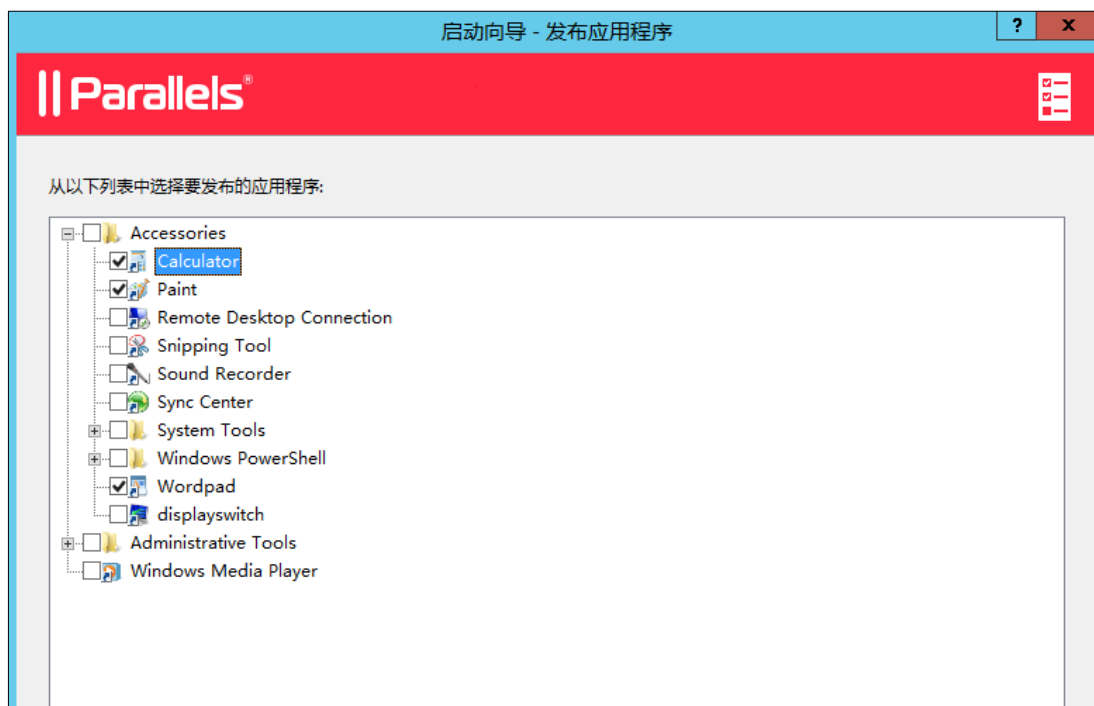 启动向导 - 发布应用程序
? x
Parallels®
从以下列表中选择要发布的应用程序:
Accessories
Calculator
Paint
Remote Desktop Connection
Snipping Tool
Sound Recorder
Sync Center
System Tools
Windows PowerShell
Wordpad
displayswitch
Administrative Tools
Windows Media Player